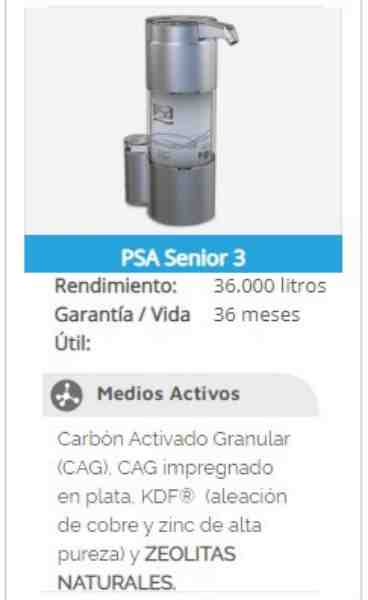 PSA Senior 3
Rendimiento: 36.000 litros
Garantía / Vida 36 meses
Útil:
Medios Activos
Carbón Activado Granular
(CAG), CAG impregnado
en plata, KDF® (aleación
de cobre y zinc de alta
pureza) y ZEOLITAS
NATURALES.